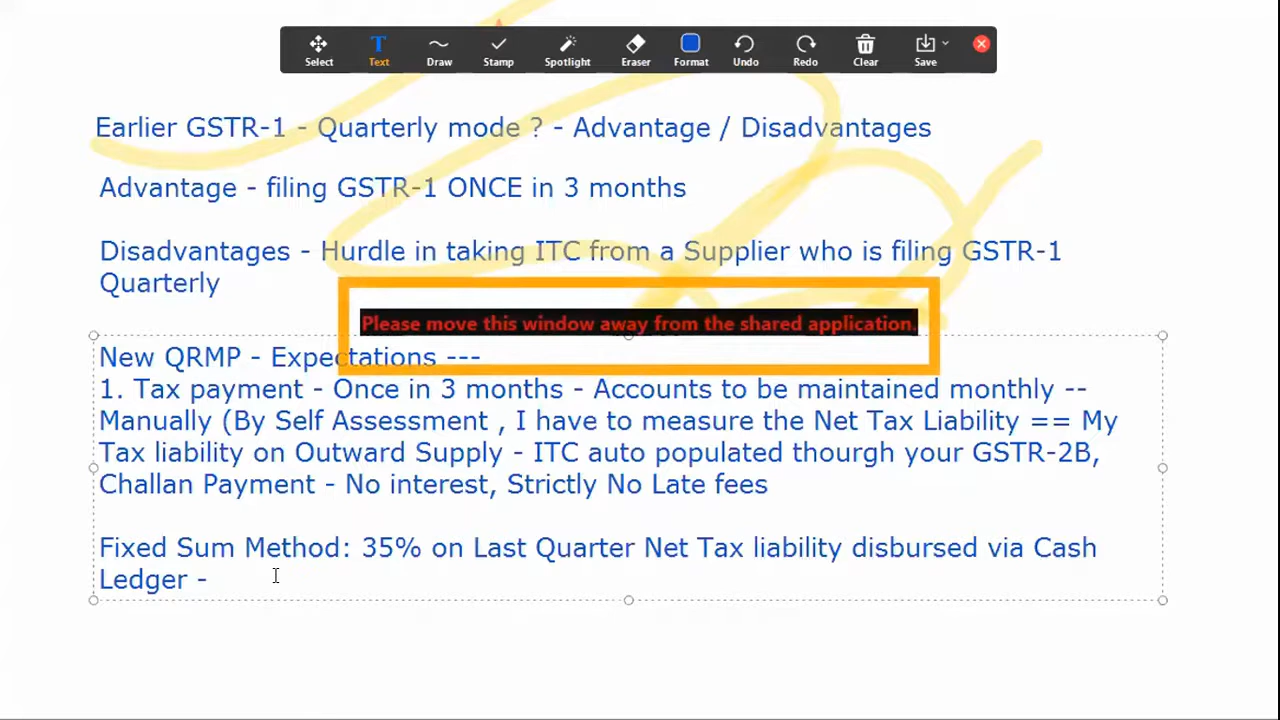 Select Text Draw Stamp Spotlight Eraser Format Undo Redo Clear Save
Earlier GSTR-1 - Quarterly mode ? - Advantage / Disadvantages
Advantage - filing GSTR-1 ONCE in 3 months
Disadvantages - Hurdle in taking ITC from a Supplier who is filing GSTR-1
Quarterly
Please move this window away from the shared application.
New QRMP - Expectations ---
1. Tax payment - Once in 3 months - Accounts to be maintained monthly --
Manually (By Self Assessment , I have to measure the Net Tax Liability == My
Tax liability on Outward Supply - ITC auto populated thourgh your GSTR-2B,
Challan Payment - No interest, Strictly No Late fees
Fixed Sum Method: 35% on Last Quarter Net Tax liability disbursed via Cash
Ledger -